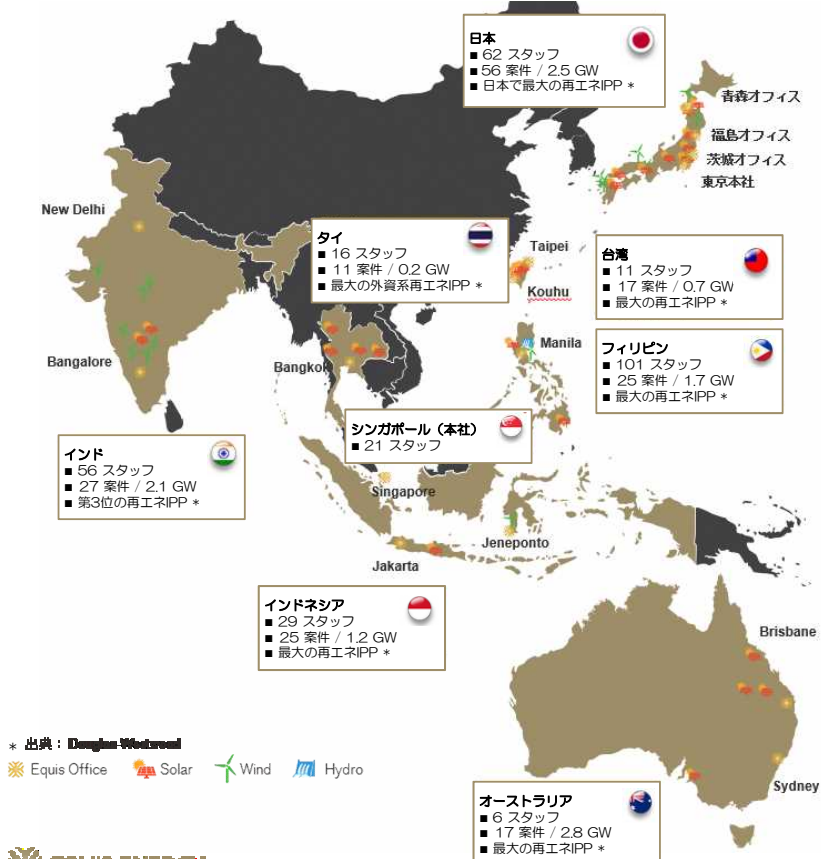 日本
■ 62 スタッフ
■ 56 案件 / 2.5 GW
■ 日本で最大の再エネIPP *
青森オフィス
福島オフィス
茨城オフィス
東京本社
New Delhi
タイ
■ 16 スタッフ
■ 11 案件 / 0.2 GW
■ 最大の外資系再エネIPP *
Taipei
Kouhu
台湾
■ 11 スタッフ
■ 17 案件 / 0.7 GW
■ 最大の再エネIPP *
Manila
フィリピン
■ 101 スタッフ
■ 25 案件 / 1.7 GW
■ 最大の再エネIPP *
Bangalore
Bangkok
シンガポール（本社）
■ 21 スタッフ
インド
■ 56 スタッフ
■ 27 案件 / 2.1 GW
■ 第3位の再エネIPP *
Singapore
Jeneponto
Jakarta
インドネシア
■ 29 スタッフ
■ 25 案件 / 1.2 GW
■ 最大の再エネIPP *
Brisbane
Sydney
* 出典：Douglas-Westwood
Equis Office Solar Wind Hydro
オーストラリア
■ 6 スタッフ
■ 17 案件 / 2.8 GW
■ 最大の再エネIPP *